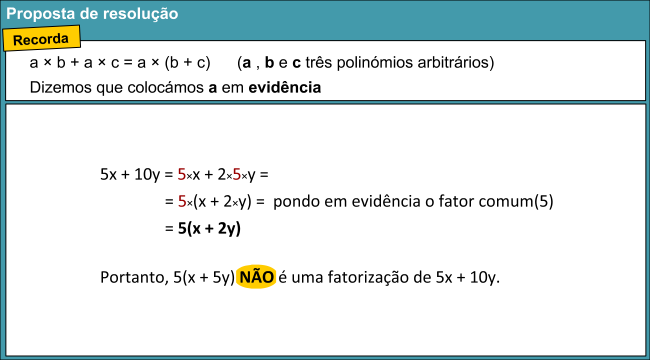 Proposta de resolução
Recorda
a × b + a × c = a × (b + c) (a , b e c três polinómios arbitrários)
Dizemos que colocámos a em evidência
5x + 10y = 5×x + 2×5×y =
= 5×(x + 2×y) = pondo em evidência o fator comum(5)
= 5(x + 2y)
Portanto, 5(x + 5y) NÃO é uma fatorização de 5x + 10y.